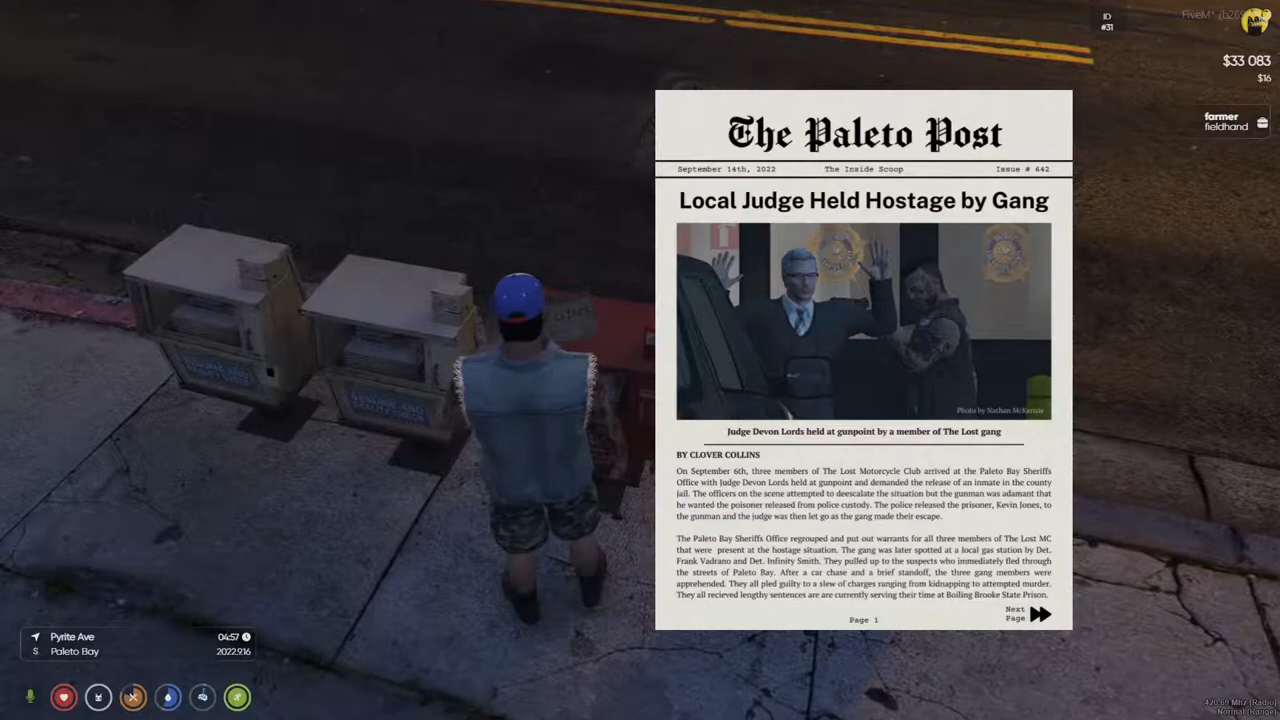 ID
#31
FiveM
$33 083
$16
farmer
fieldhand
The Paleto Post
September 14th, 2022 The Inside Scoop Issue # 642
Local Judge Held Hostage by Gang
Photo by Nathan McKenzie
Judge Devon Lords held at gunpoint by a member of The Lost gang
BY CLOVER COLLINS
On September 6th, three members of The Lost Motorcycle Club arrived at the Paleto Bay Sheriffs
Office with Judge Devon Lords held at gunpoint and demanded the release of an inmate in the county
jail. The officers on the scene attempted to deescalate the situation but the gunman was adamant that
he wanted the poisoner released from police custody. The police released the prisoner, Kevin Jones, to
the gunman and the judge was then let go as the gang made their escape.
The Paleto Bay Sheriffs Office regrouped and put out warrants for all three members of The Lost MC
that were present at the hostage situation. The gang was later spotted at a local gas station by Det.
Frank Vadrano and Det. Infinity Smith. They pulled up to the suspects who immediately fled through
the streets of Paleto Bay. After a car chase and a brief standoff, the three gang members were
apprehended. They all pled guilty to a slew of charges ranging from kidnapping to attempted murder.
They all recieved lengthy sentences are are currently serving their time at Boiling Brooke State Prison.
Next
Page
Page 1
Pyrite Ave 04:57
S Paleto Bay 2022.9.16
420.69 Mhz [Radio]
Normal [Range]